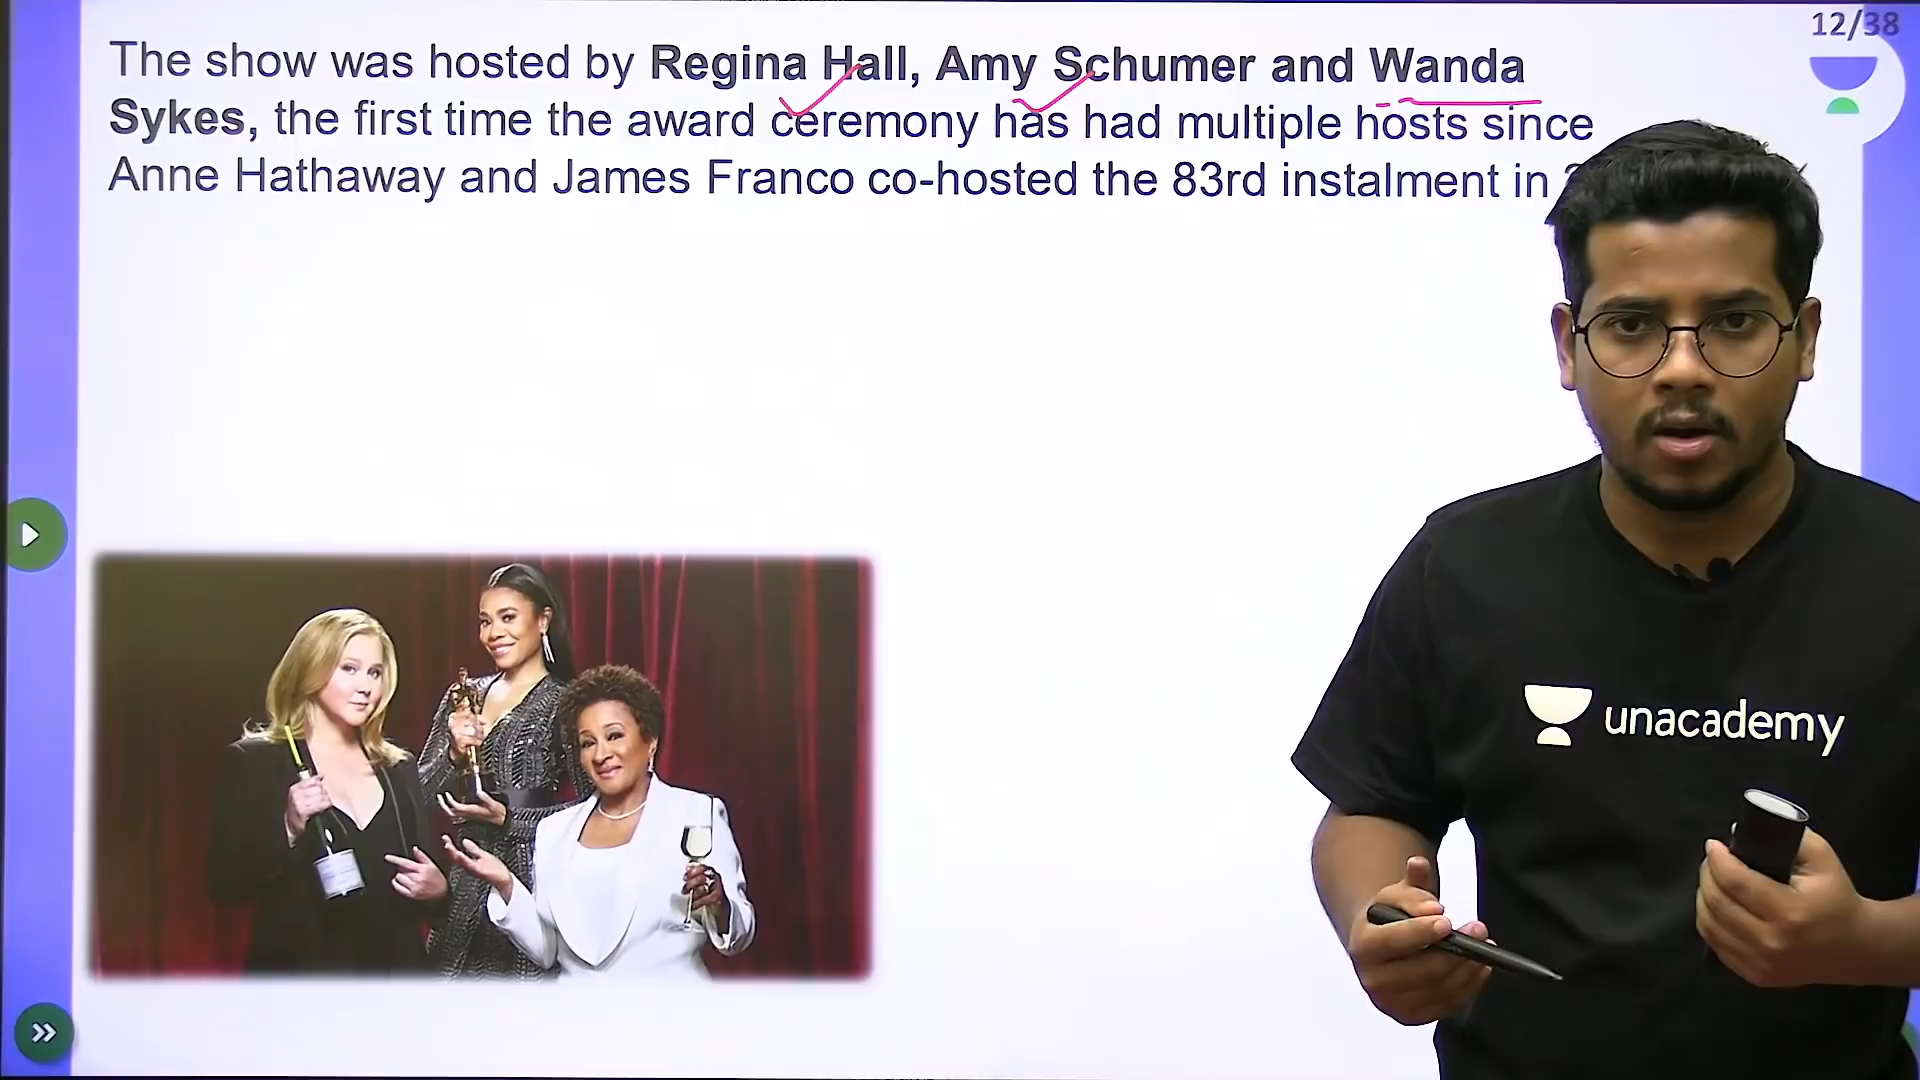 12/38
The show was hosted by Regina Hall, Amy Schumer and Wanda
Sykes, the first time the award ceremony has had multiple hosts since
Anne Hathaway and James Franco co-hosted the 83rd instalment in
unacademy